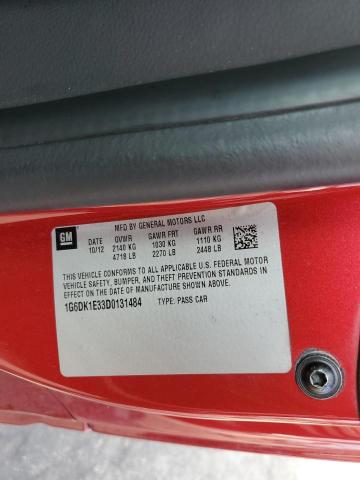 GM
MFD BY GENERAL MOTORS LLC
DATE GVWR GAWR FRT GAWR RR
10/12 2140 KG 1030 KG 1110 KG
4718 LB 2270 LB 2448 LB
THIS VEHICLE CONFORMS TO ALL APPLICABLE U.S. FEDERAL MOTOR
VEHICLE SAFETY, BUMPER, AND THEFT PREVENTION STANDARDS IN
EFFECT ON THE DATE OF MANUFACTURE SHOWN ABOVE.
1G6DK1E33D0131484 TYPE: PASS CAR